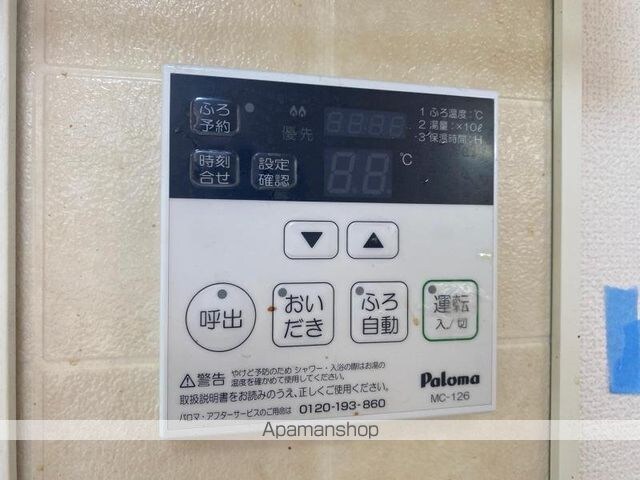 ふろ
予約
優先
1 ふろ温度:℃
2 湯量:×10ℓ
3 保温時間:H
時刻
合せ
設定
確認
88:88
88
℃
▼
▲
呼出
おい
だき
ふろ
自動
運転
入/切
⚠警告
やけど予防のため シャワー・入浴の際はお湯の
温度を確かめて使用してください。
取扱説明書をお読みのうえ、正しくご使用ください。
パロマ・アフターサービスのご用命は 0120-193-860
Paloma
MC-126
Apamanshop